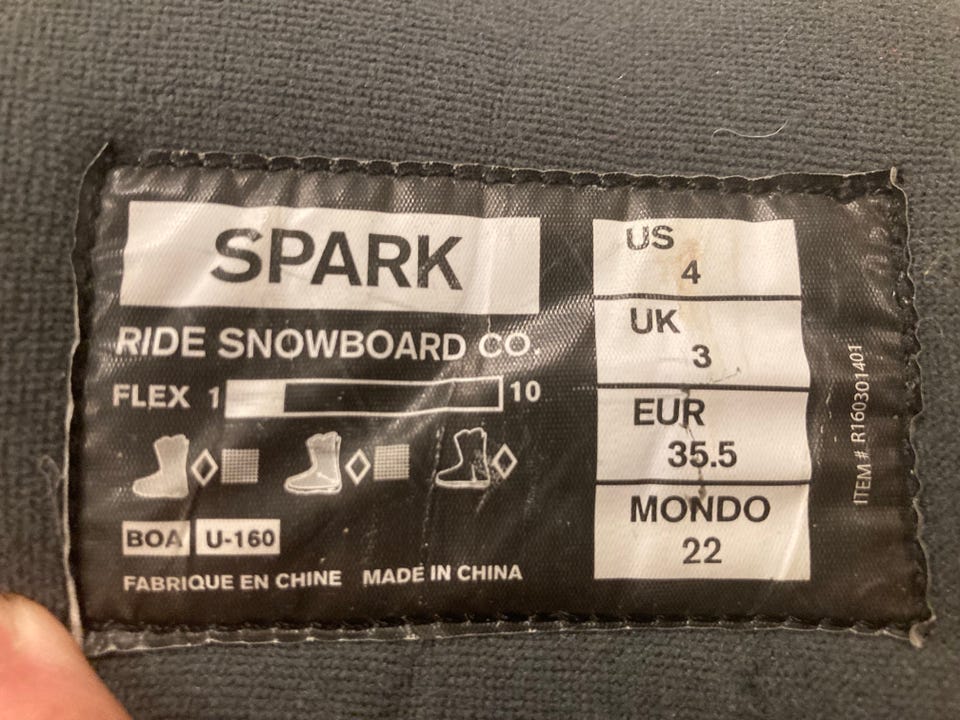 SPARK
RIDE SNOWBOARD CO.
FLEX 1 10
BOA U-160
FABRIQUE EN CHINE MADE IN CHINA
US
4
UK
3
EUR
35.5
MONDO
22
ITEM # R160301401